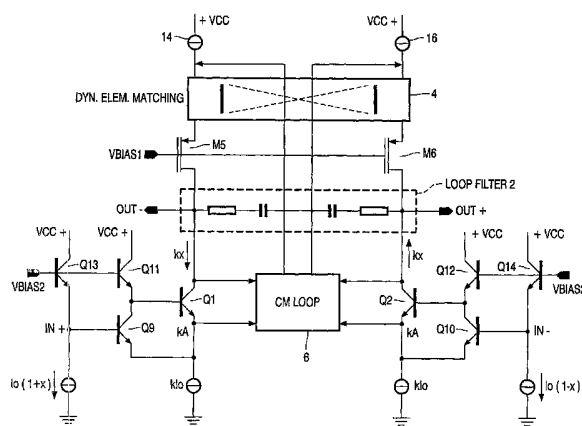 + VCC
+ VCC
14
16
DYN. ELEM. MATCHING
4
M5
M6
VBIAS1
LOOP FILTER 2
OUT -
OUT +
VCC +
VCC +
kx
kx
+ VCC
+ VCC
Q13
Q11
Q12
Q14
VBIAS2
VBIAS2
Q1
CM LOOP
Q2
IN +
Q9
kA
6
kA
Q10
IN -
Io (1+x)
kIo
kIo
Io (1-x)